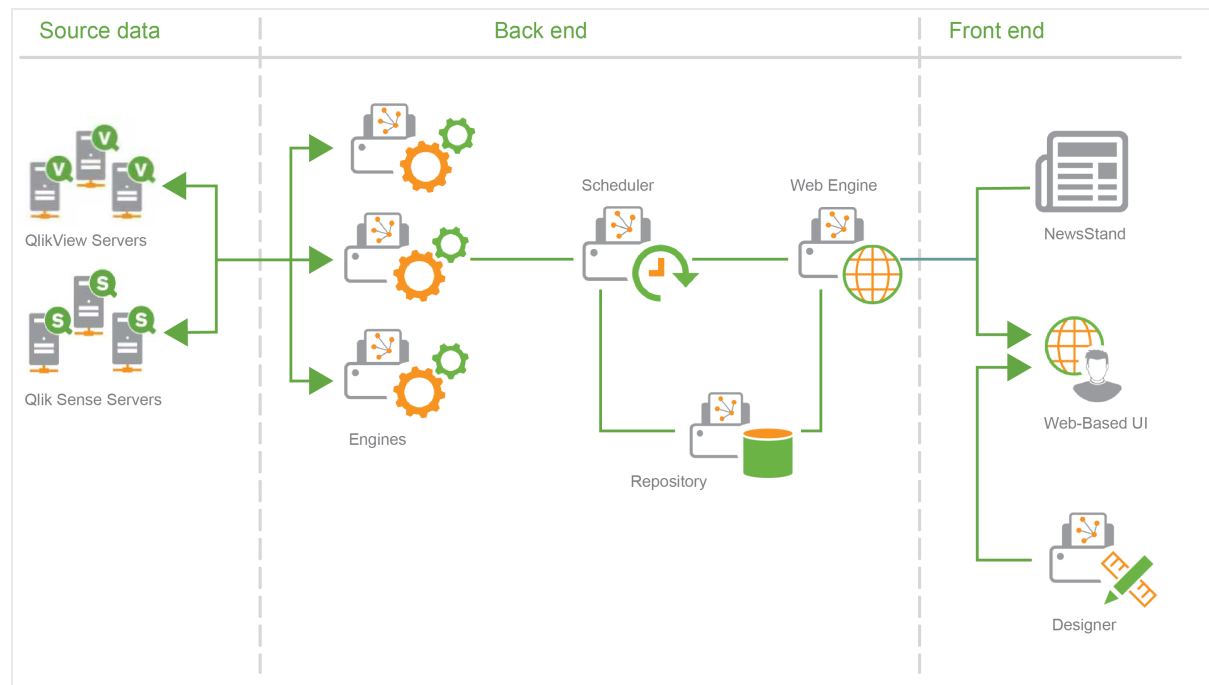 Source data
Back end
Front end
V
V
V
QlikView Servers
S
S
S
Qlik Sense Servers
Engines
Scheduler
Web Engine
Repository
NewsStand
Web-Based UI
Designer